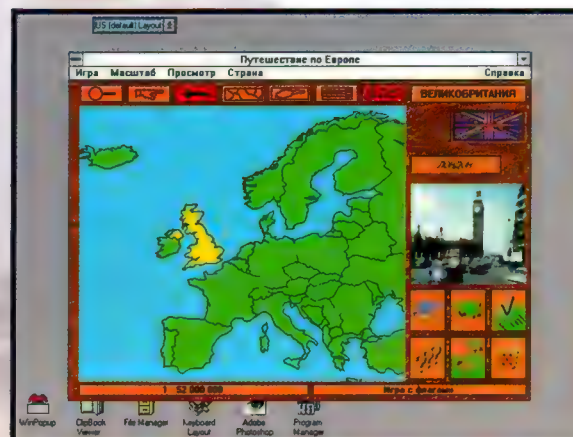 US (default) Layout
Путешествие по Европе
Игра Масштаб Просмотр Страна Справка
ВЕЛИКОБРИТАНИЯ
1 : 52 000 000
Игра с флагами
WinPopup
ClipBook Viewer
File Manager
Keyboard Layout
Adobe Photoshop
Program Manager